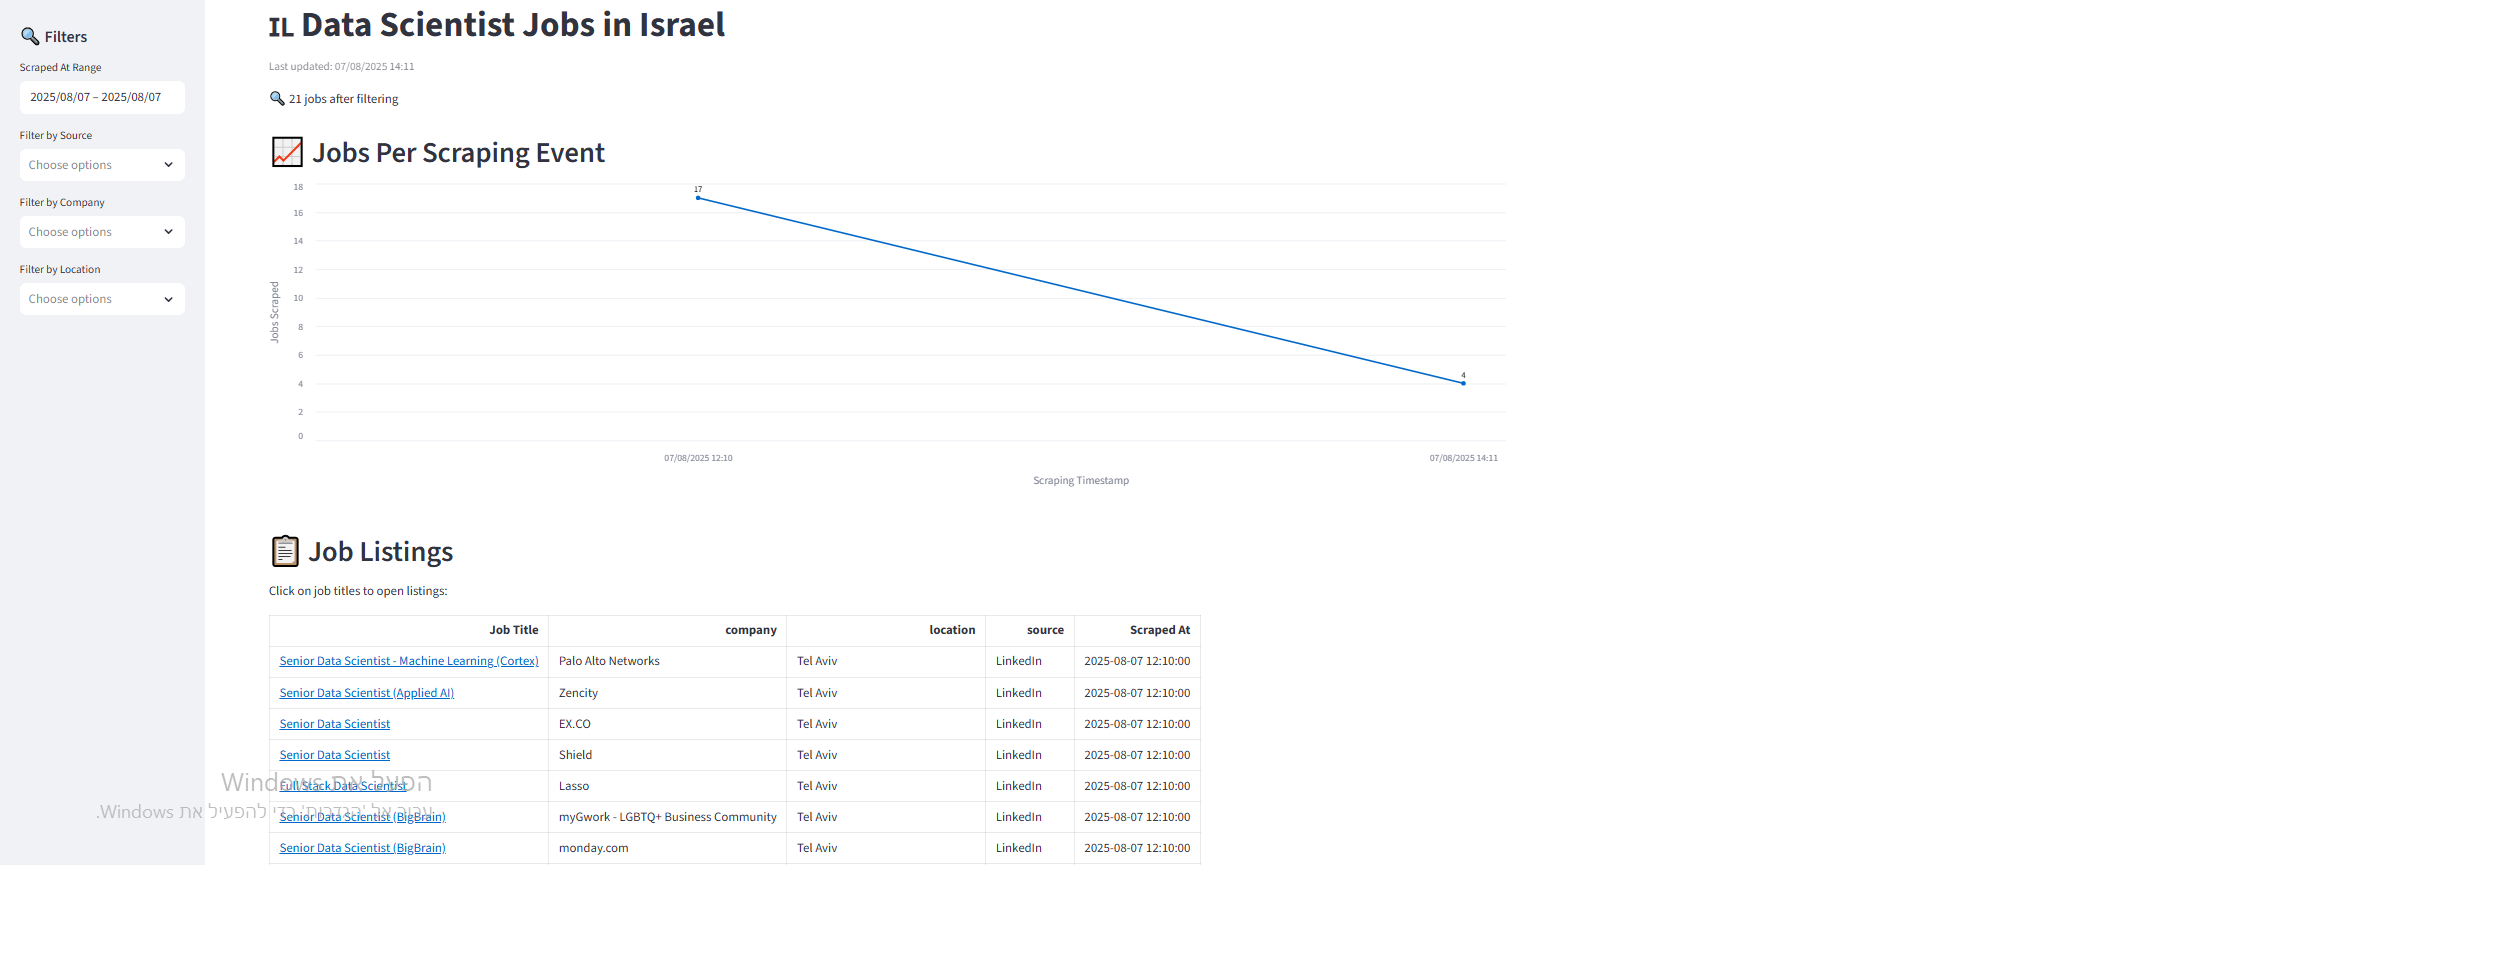 Filters
Scraped At Range
2025/08/07 – 2025/08/07
Filter by Source
Choose options
Filter by Company
Choose options
Filter by Location
Choose options
IL Data Scientist Jobs in Israel
Last updated: 07/08/2025 14:11
21 jobs after filtering
Jobs Per Scraping Event
Jobs Scraped
18
16
14
12
10
8
6
4
2
0
17
4
07/08/2025 12:10
07/08/2025 14:11
Scraping Timestamp
Job Listings
Click on job titles to open listings:
Job Title company location source Scraped At
Senior Data Scientist - Machine Learning (Cortex) Palo Alto Networks Tel Aviv LinkedIn 2025-08-07 12:10:00
Senior Data Scientist (Applied AI) Zencity Tel Aviv LinkedIn 2025-08-07 12:10:00
Senior Data Scientist EX.CO Tel Aviv LinkedIn 2025-08-07 12:10:00
Senior Data Scientist Shield Tel Aviv LinkedIn 2025-08-07 12:10:00
Full Stack Data Scientist Lasso Tel Aviv LinkedIn 2025-08-07 12:10:00
Senior Data Scientist (BigBrain) myGwork - LGBTQ+ Business Community Tel Aviv LinkedIn 2025-08-07 12:10:00
Senior Data Scientist (BigBrain) monday.com Tel Aviv LinkedIn 2025-08-07 12:10:00
הפעל את Windows
עבור אל 'הגדרות' כדי להפעיל את Windows.